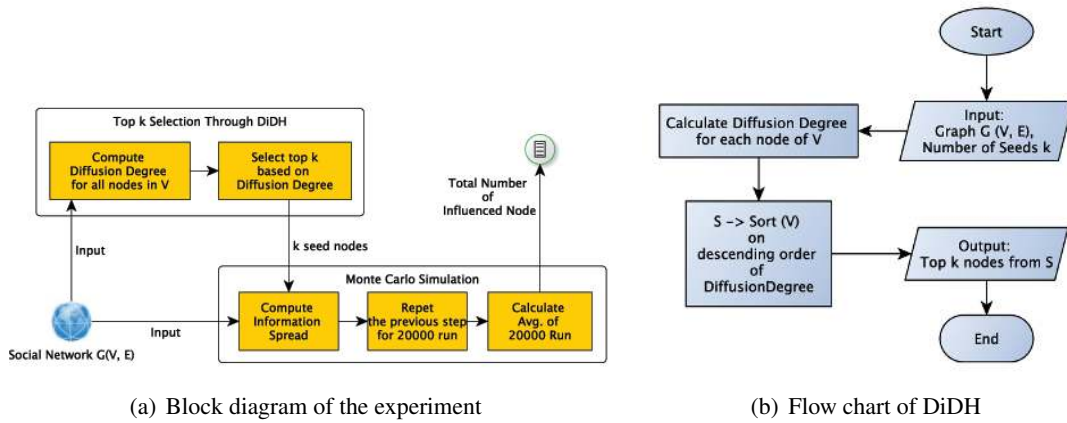 Top k Selection Through DiDH
Compute
Diffusion Degree
for all nodes in V
Select top k
based on
Diffusion Degree
Total Number
of
Influenced Node
Input
k seed nodes
Monte Carlo Simulation
Input
Compute
Information
Spread
Repet
the previous step
for 20000 run
Calculate
Avg. of
20000 Run
Social Network G(V, E)
(a) Block diagram of the experiment
Start
Input:
Graph G (V, E),
Number of Seeds k
Calculate Diffusion Degree
for each node of V
S -> Sort (V)
on
descending order
of
DiffusionDegree
Output:
Top k nodes from S
End
(b) Flow chart of DiDH